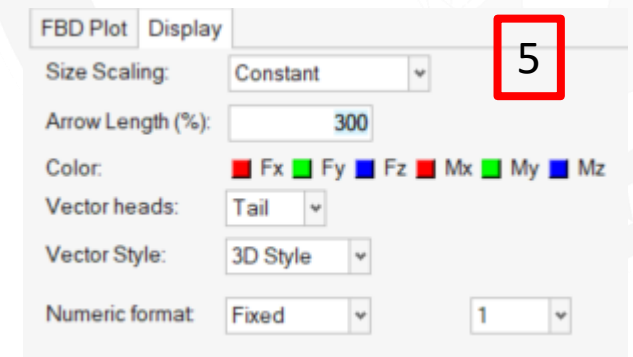 FBD Plot Display
5
Size Scaling: Constant
Arrow Length (%): 300
Color: Fx Fy Fz Mx My Mz
Vector heads: Tail
Vector Style: 3D Style
Numeric format: Fixed 1